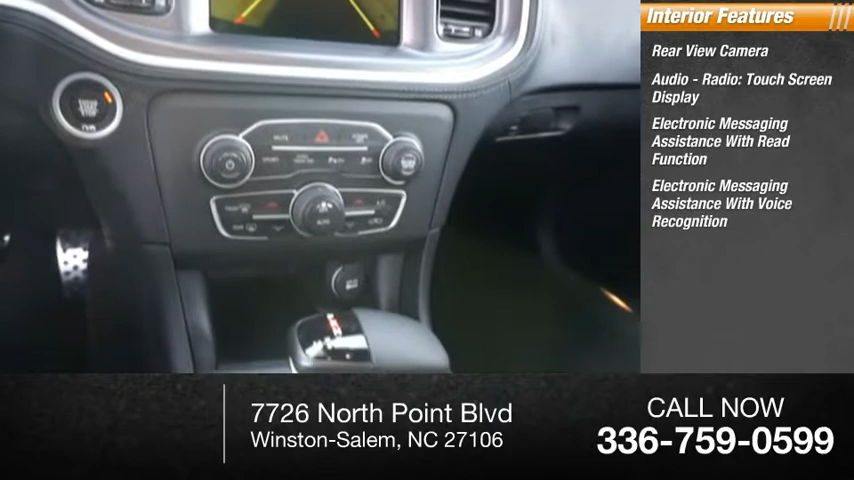 Interior Features
Rear View Camera
Audio - Radio: Touch Screen
Display
Electronic Messaging
Assistance With Read
Function
Electronic Messaging
Assistance With Voice
Recognition
7726 North Point Blvd
Winston-Salem, NC 27106
CALL NOW
336-759-0599